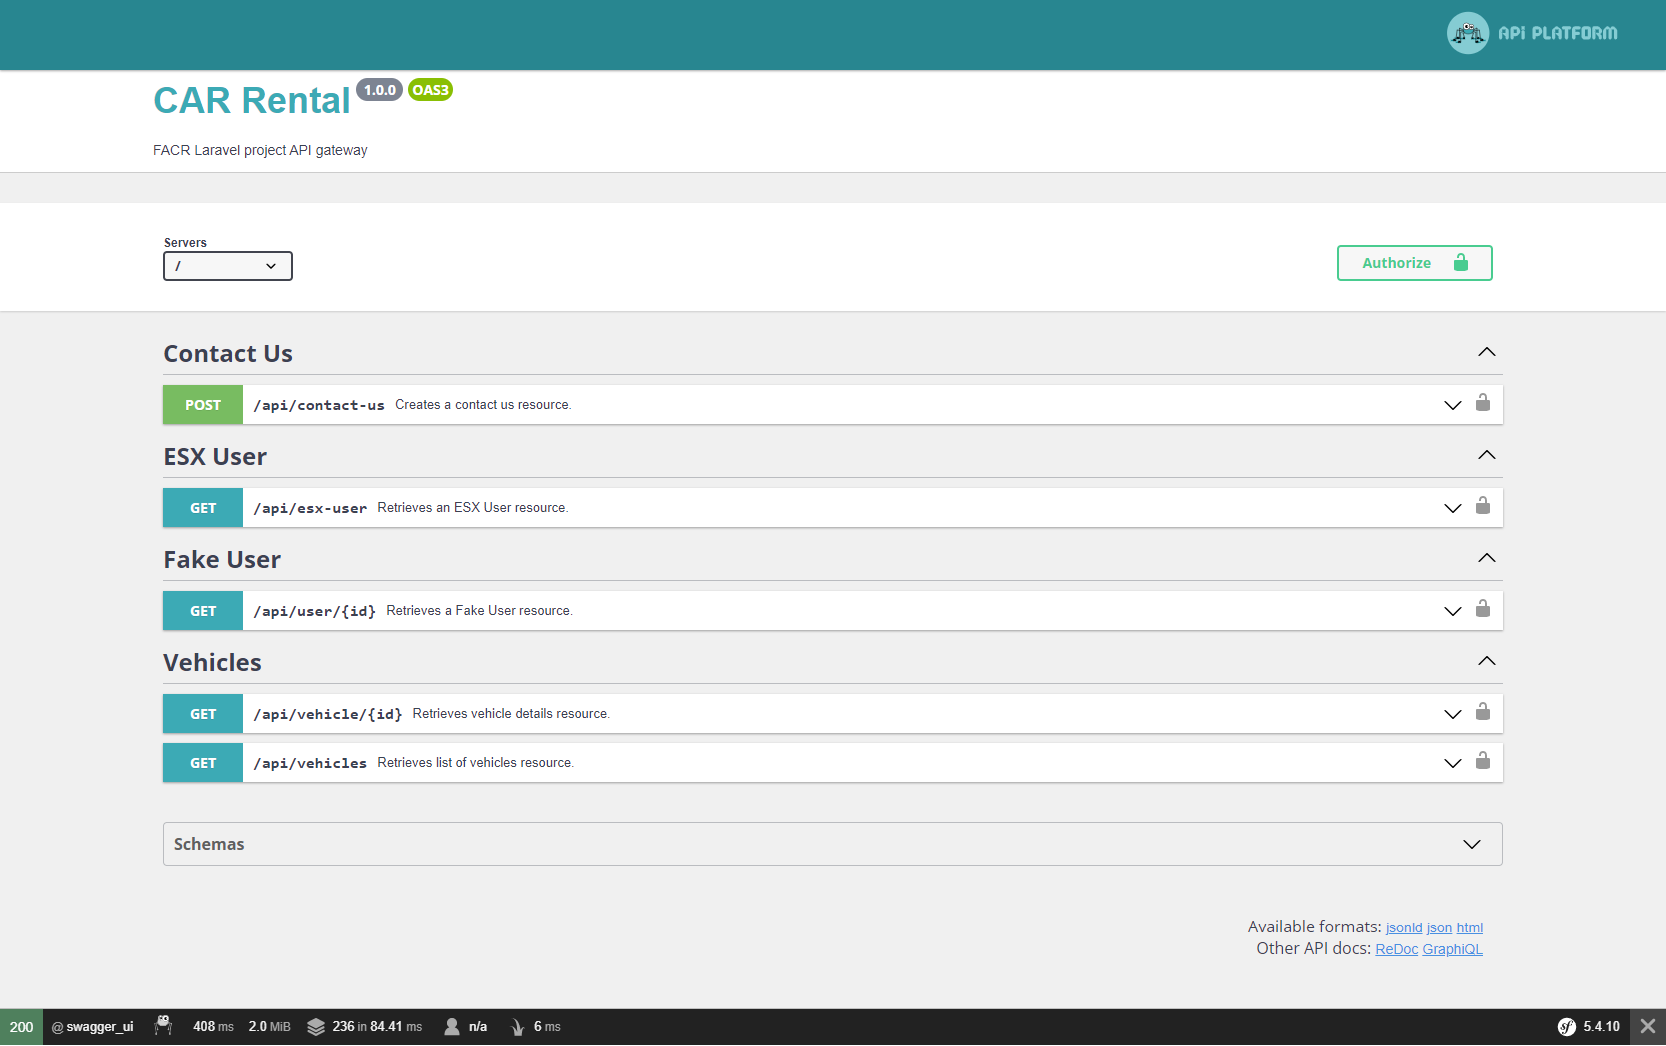 API PLATFORM
CAR Rental 1.0.0 OAS3
FACR Laravel project API gateway
Servers
/
Authorize
Contact Us
POST /api/contact-us Creates a contact us resource.
ESX User
GET /api/esx-user Retrieves an ESX User resource.
Fake User
GET /api/user/{id} Retrieves a Fake User resource.
Vehicles
GET /api/vehicle/{id} Retrieves vehicle details resource.
GET /api/vehicles Retrieves list of vehicles resource.
Schemas
Available formats: jsonld json html
Other API docs: ReDoc GraphiQL
200 @ swagger_ui 408 ms 2.0 MiB 236 in 84.41 ms n/a 6 ms sf 5.4.10